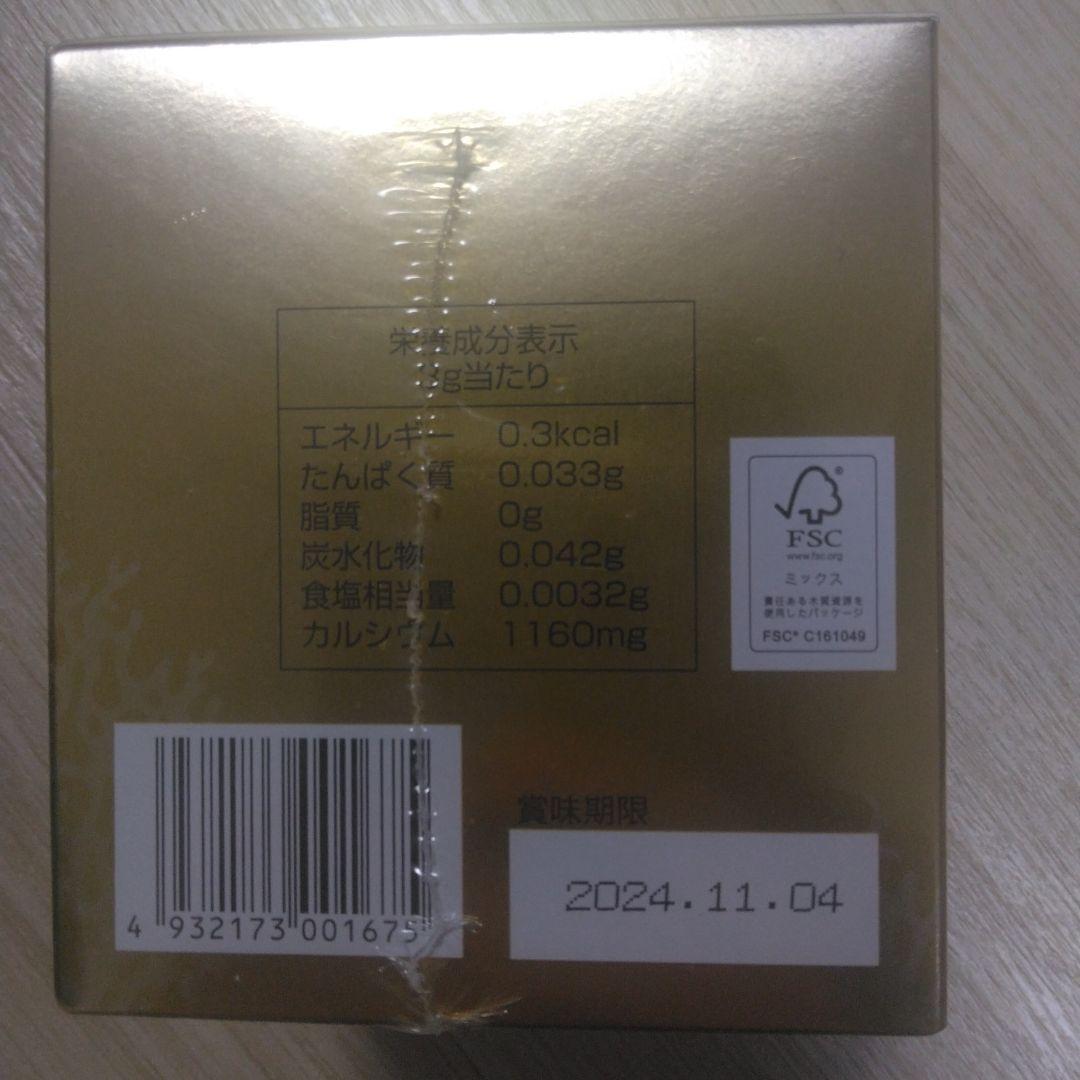 栄養成分表示
3g当たり
エネルギー 0.3kcal
たんぱく質 0.033g
脂質 0g
炭水化物 0.042g
食塩相当量 0.0032g
カルシウム 1160mg
®
FSC
www.fsc.org
ミックス
責任ある木質資源を
使用したパッケージ
FSC® C161049
4 932173 001675
賞味期限
2024.11.04